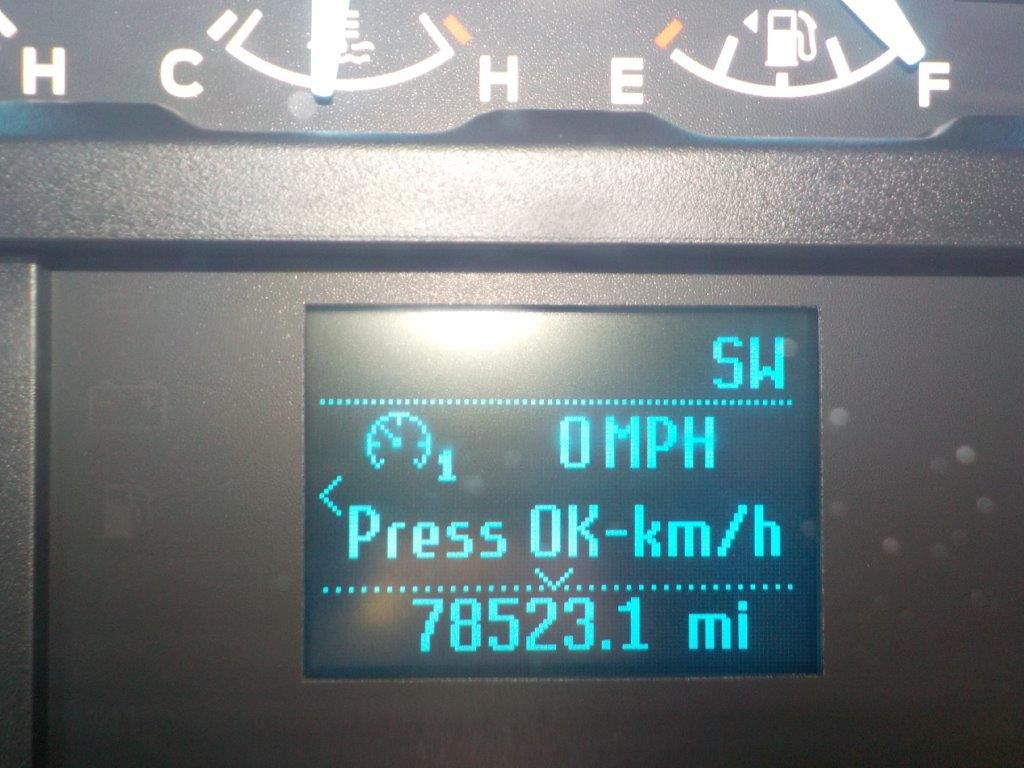 H C H E F
SW
1 0 MPH
Press OK-km/h
78523.1 mi